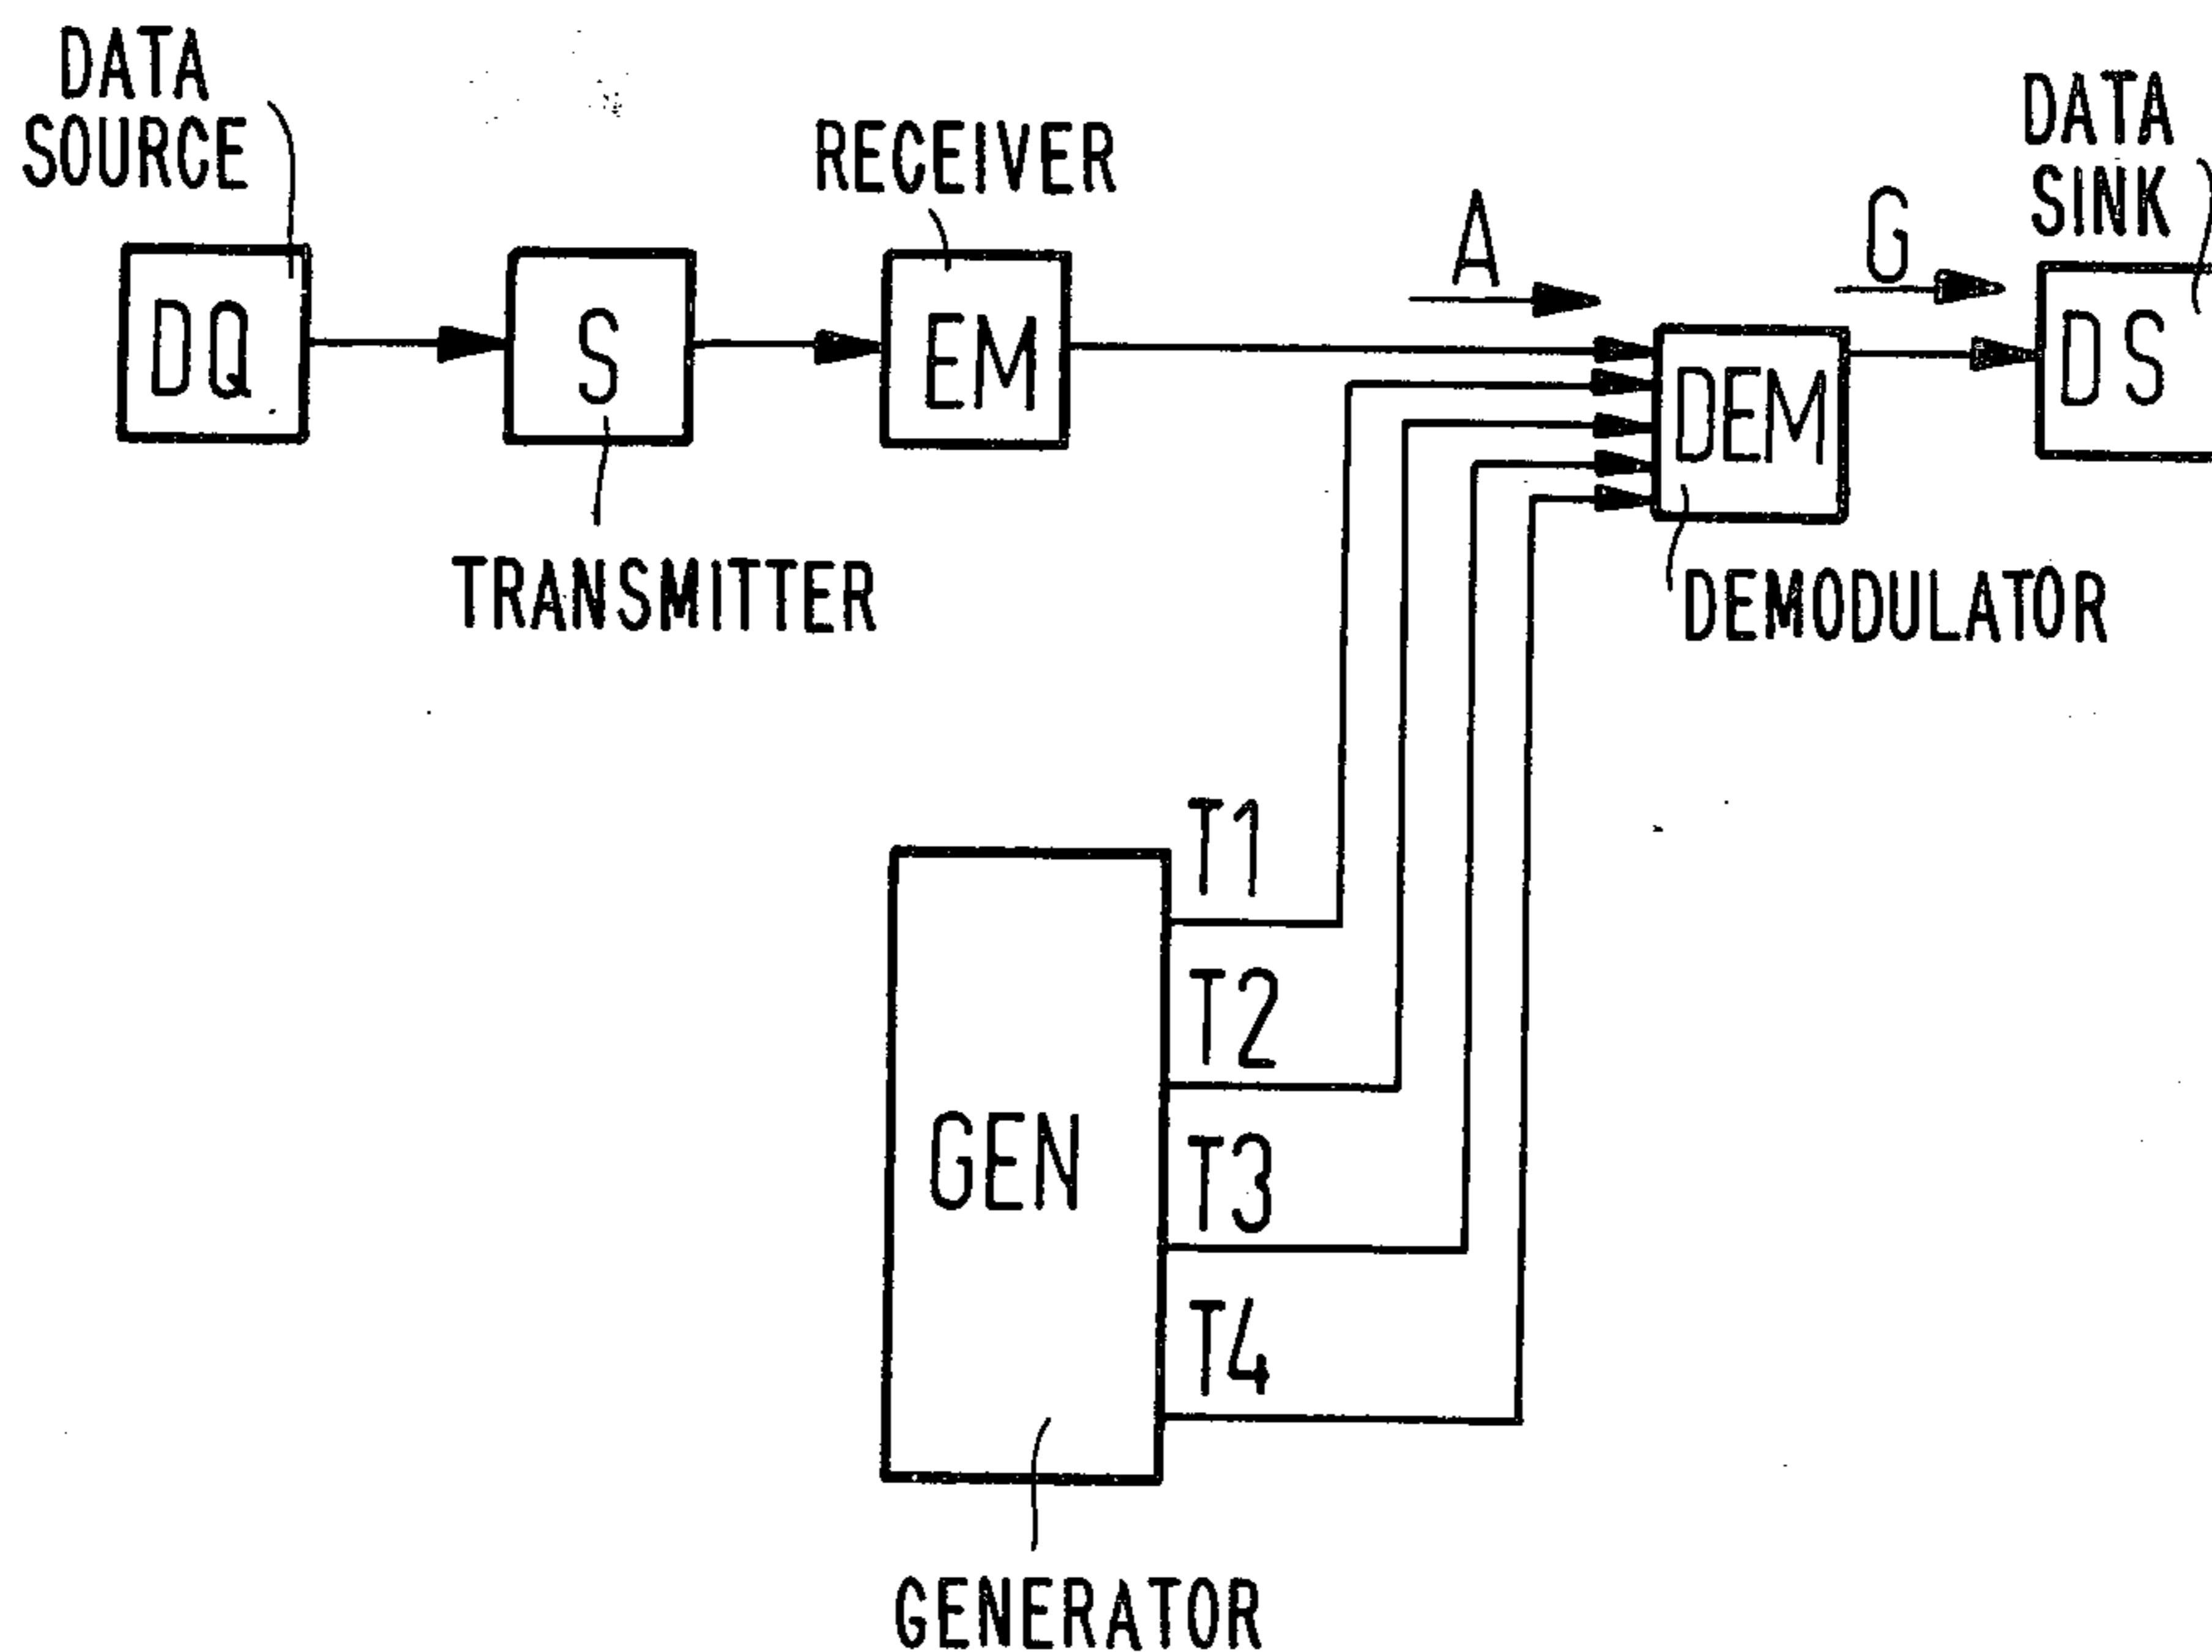 DATA
SOURCE
DQ
S
TRANSMITTER
RECEIVER
EM
A
G
DATA
SINK
DS
DEM
DEMODULATOR
T1
T2
GEN
T3
T4
GENERATOR